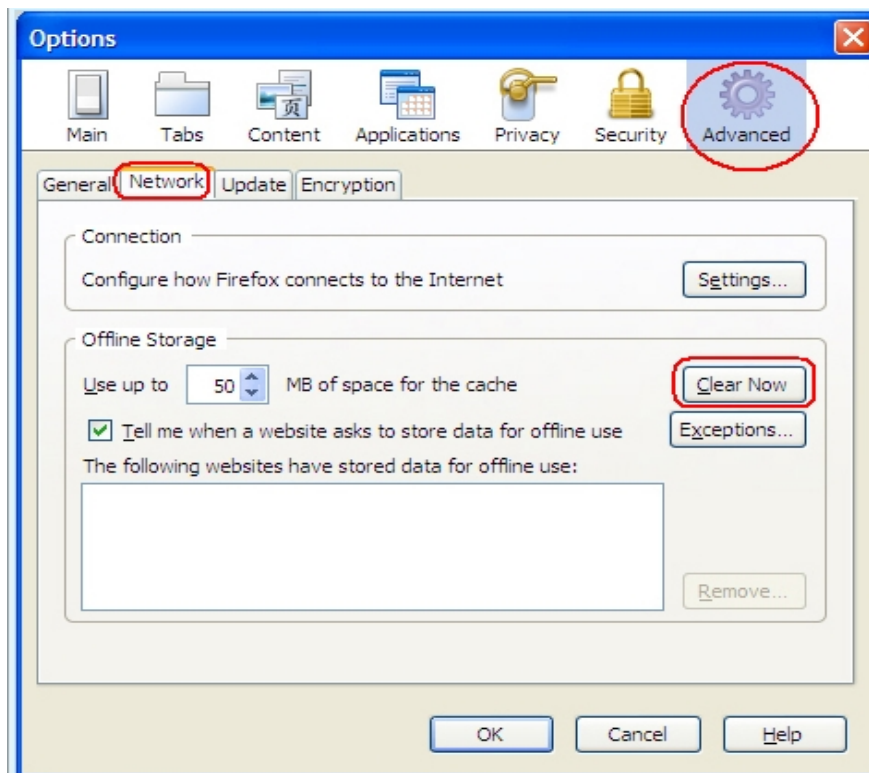 Options
Main Tabs Content Applications Privacy Security Advanced
页
General Network Update Encryption
Connection
Configure how Firefox connects to the Internet Settings...
Offline Storage
Use up to 50 MB of space for the cache Clear Now
Tell me when a website asks to store data for offline use Exceptions...
The following websites have stored data for offline use:
Remove...
OK Cancel Help